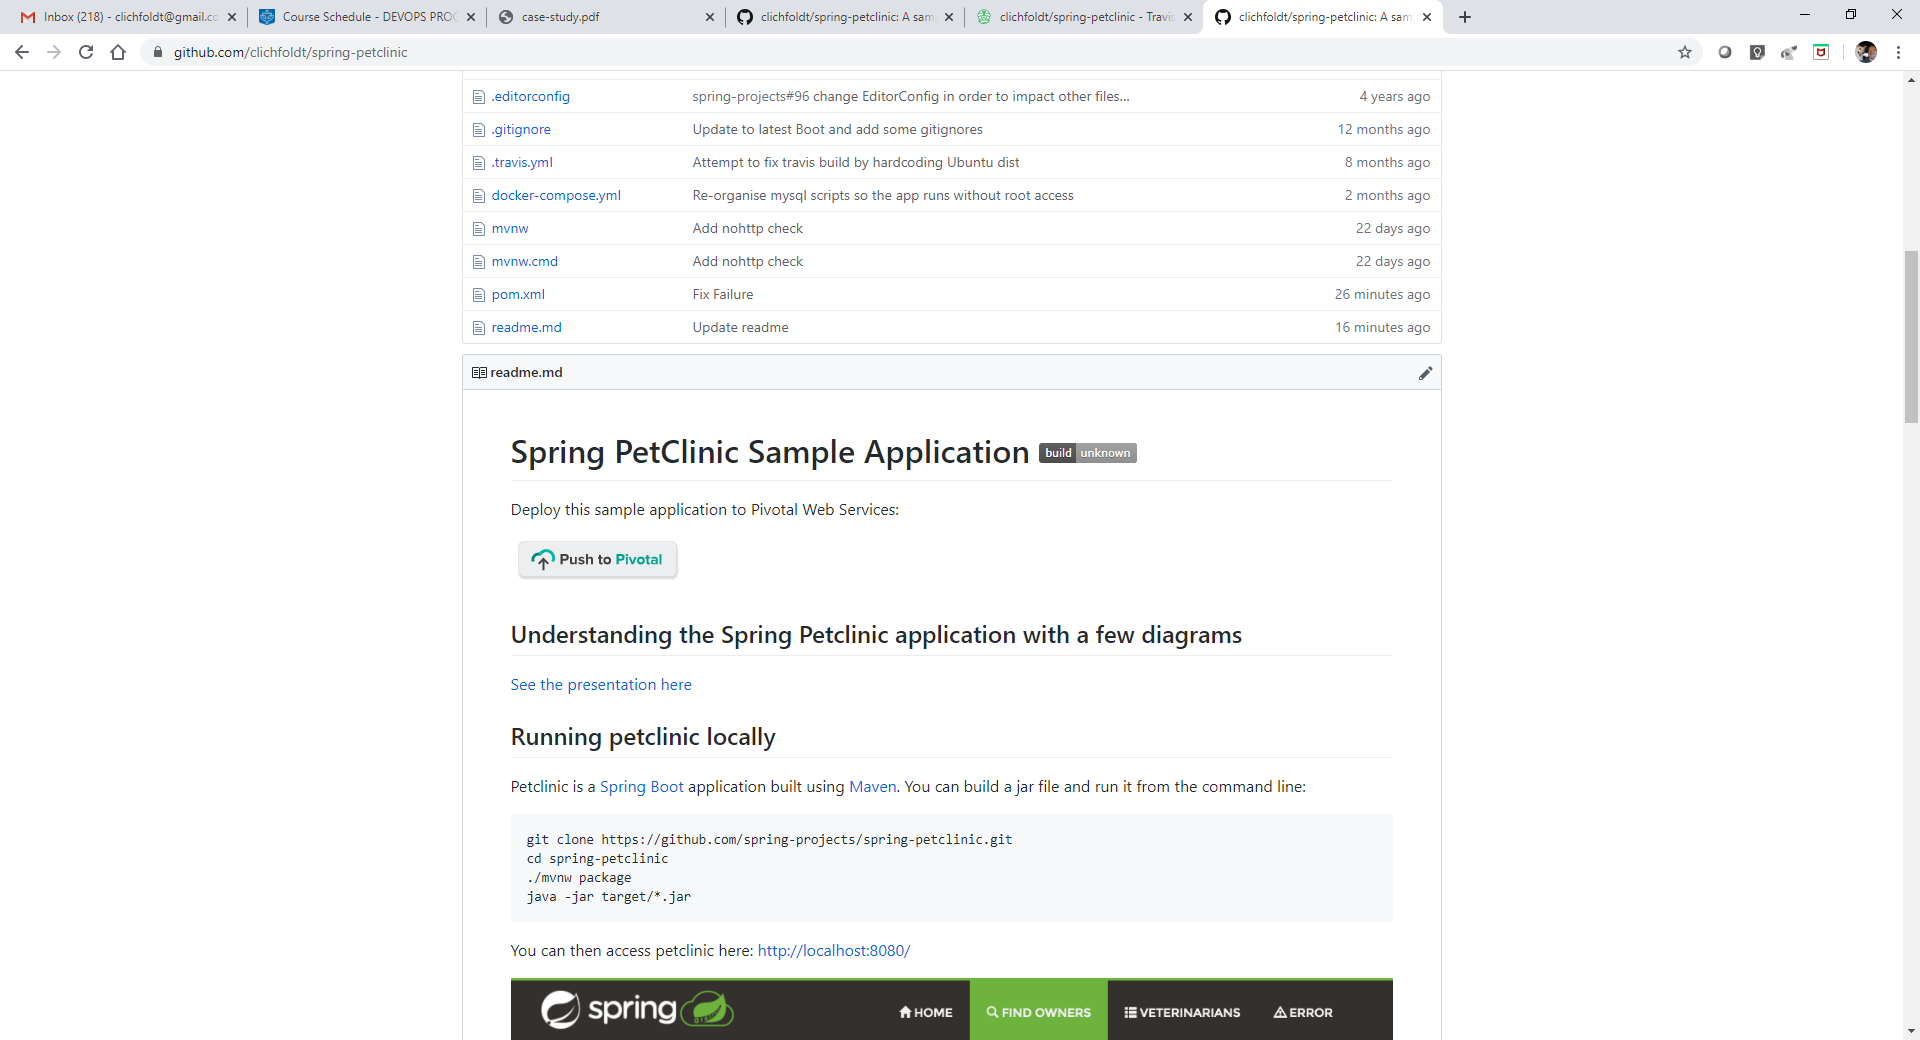 Inbox (218) - clichfoldt@gmail.co
Course Schedule - DEVOPS PROC
case-study.pdf
clichfoldt/spring-petclinic: A sam
clichfoldt/spring-petclinic - Travis
clichfoldt/spring-petclinic: A sam
github.com/clichfoldt/spring-petclinic
.editorconfig spring-projects#96 change EditorConfig in order to impact other files... 4 years ago
.gitignore Update to latest Boot and add some gitignores 12 months ago
.travis.yml Attempt to fix travis build by hardcoding Ubuntu dist 8 months ago
docker-compose.yml Re-organise mysql scripts so the app runs without root access 2 months ago
mvnw Add nohttp check 22 days ago
mvnw.cmd Add nohttp check 22 days ago
pom.xml Fix Failure 26 minutes ago
readme.md Update readme 16 minutes ago
readme.md
Spring PetClinic Sample Application build unknown
Deploy this sample application to Pivotal Web Services:
Push to Pivotal
Understanding the Spring Petclinic application with a few diagrams
See the presentation here
Running petclinic locally
Petclinic is a Spring Boot application built using Maven. You can build a jar file and run it from the command line:
git clone https://github.com/spring-projects/spring-petclinic.git
cd spring-petclinic
./mvnw package
java -jar target/*.jar
You can then access petclinic here: http://localhost:8080/
spring HOME FIND OWNERS VETERINARIANS ERROR